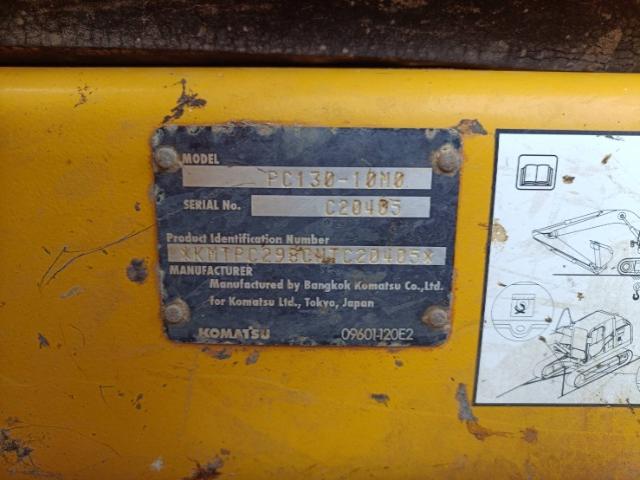 MODEL PC130-10M0
SERIAL No. C20405
Product Identification Number
MANUFACTURER
Manufactured by Bangkok Komatsu Co.,Ltd.
for Komatsu Ltd., Tokyo, Japan
KOMATSU 09601-120E2